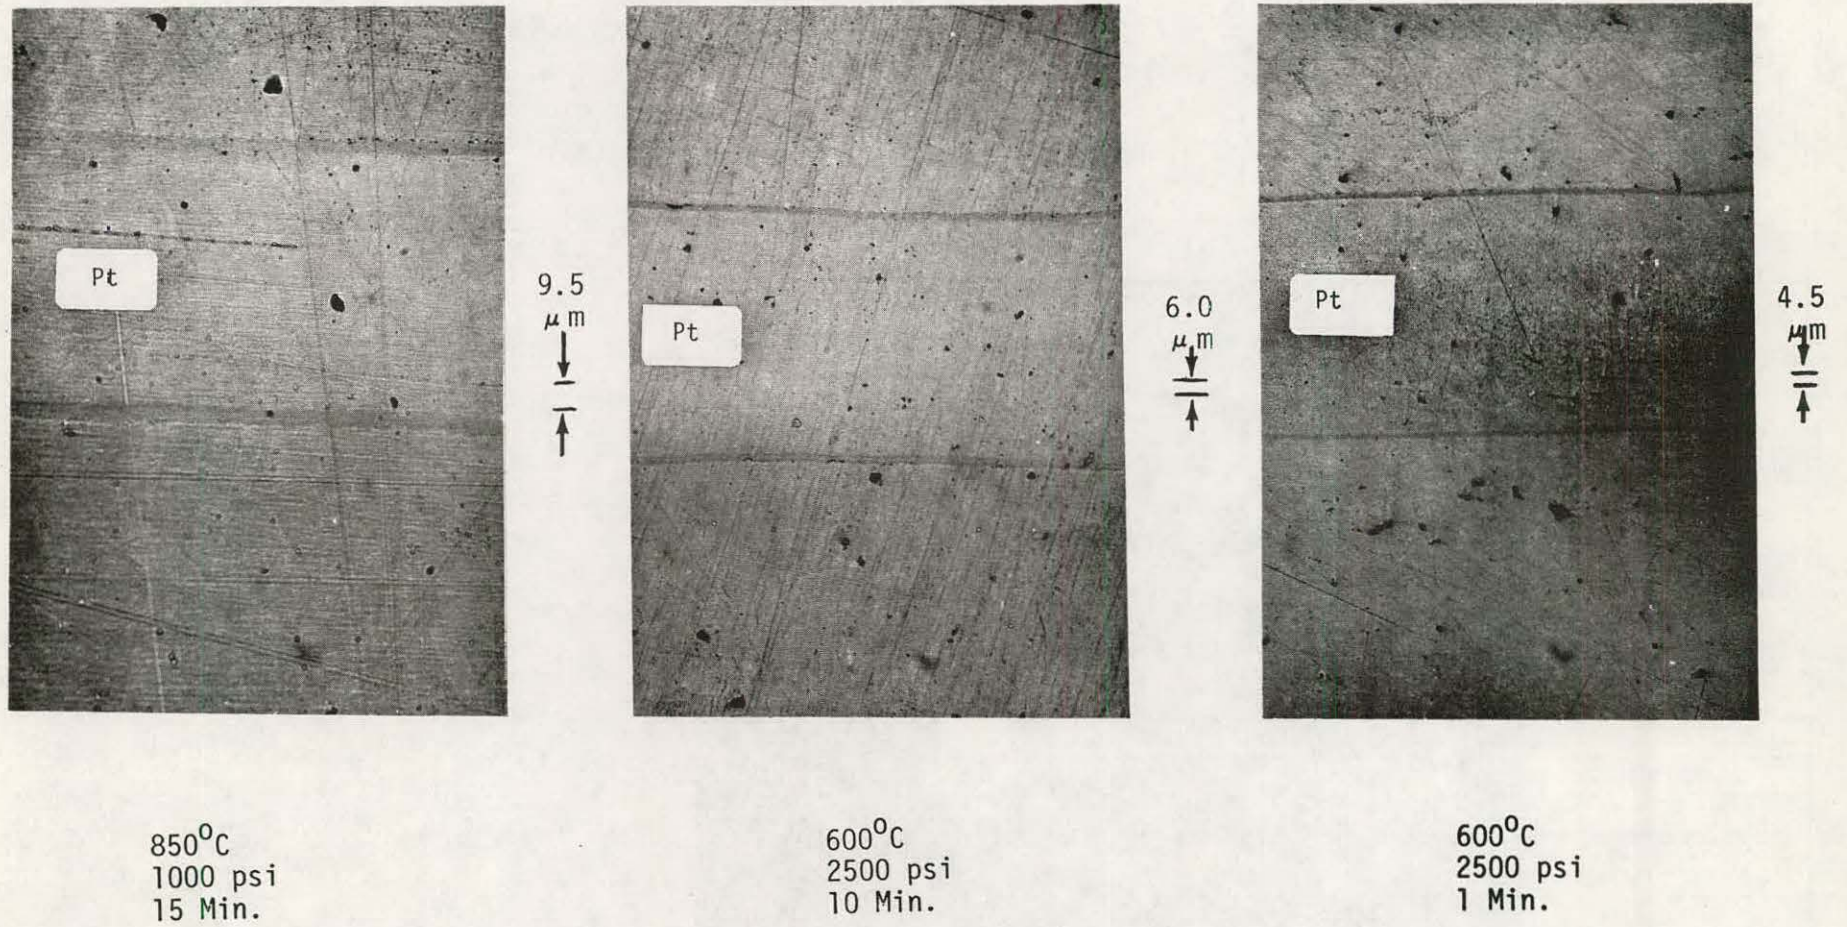 Pt
9.5
μm
Pt
6.0
μm
Pt
4.5
μm
850°C
1000 psi
15 Min.
600°C
2500 psi
10 Min.
600°C
2500 psi
1 Min.